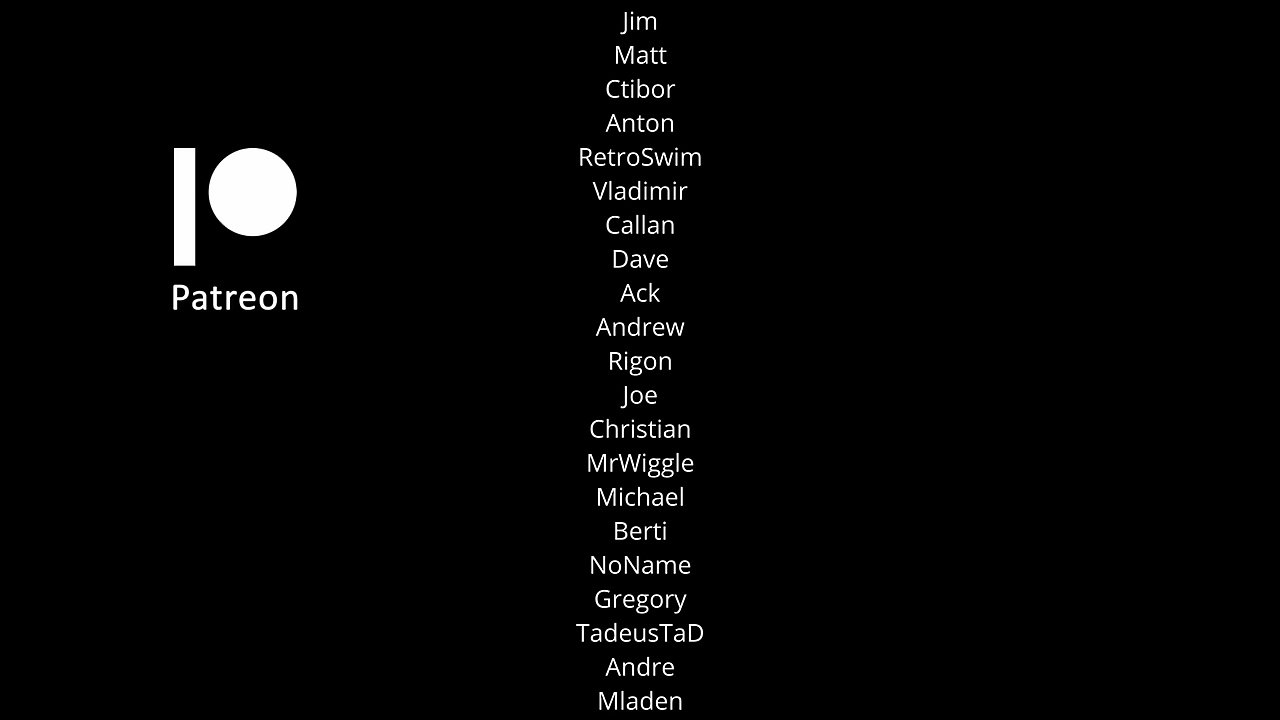 Patreon
Jim
Matt
Ctibor
Anton
RetroSwim
Vladimir
Callan
Dave
Ack
Andrew
Rigon
Joe
Christian
MrWiggle
Michael
Berti
NoName
Gregory
TadeusTaD
Andre
Mladen